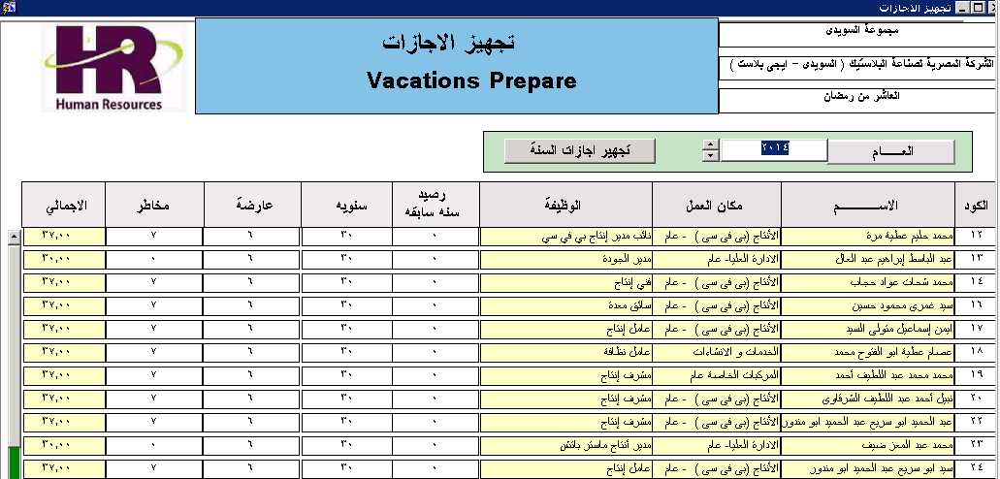 تجهيز الاجازات
مجموعة السويدى
الشركة المصرية لصناعة البلاستيك ( السويدى – ايجى بلاست )
العاشر من رمضان
تجهيز الاجازات
Vacations Prepare
HR
Human Resources
العـــــام ٢٠١٤ تجهيز اجازات السنة
الكود الاســـــــم مكان العمل الوظيفة رصيد سنه سابقه سنويه عارضة مخاطر الاجمالي
١٢ محمد حليم عطية مرة الأنتاج (بى فى سى ) - عام نائب مدير إنتاج بي في سي ٠ ٣٠ ٦ ٧ ٣٧,٠٠
١٣ عبد الباسط إبراهيم عبد العال الادارة العليا- عام مدير الجودة ٠ ٣٠ ٦ ٠ ٣٠,٠٠
١٤ محمد شحات عواد حجاب الأنتاج (بى فى سى ) - عام فني إنتاج ٠ ٣٠ ٦ ٧ ٣٧,٠٠
١٦ سيد غمرى محمود حسين الأنتاج (بى فى سى ) - عام سائق معدة ٠ ٣٠ ٦ ٧ ٣٧,٠٠
١٧ ايمن إسماعيل متولى السيد الأنتاج (بى فى سى ) - عام عامل إنتاج ٠ ٣٠ ٦ ٧ ٣٧,٠٠
١٨ عصام عطية ابو الفتوح محمد الخدمات و الانشاءات عامل نظافة ٠ ٣٠ ٦ ٧ ٣٧,٠٠
١٩ محمد محمد عبد اللطيف أحمد المركبات الخاصة عام مشرف إنتاج ٠ ٣٠ ٦ ٧ ٣٧,٠٠
٢٠ نبيل أحمد عبد اللطيف الشرقاوى الأنتاج (بى فى سى ) - عام مشرف إنتاج ٠ ٣٠ ٦ ٧ ٣٧,٠٠
٢٢ عبد الحميد ابو سريع عبد الحميد ابو مندور الأنتاج (بى فى سى ) - عام مشرف إنتاج ٠ ٣٠ ٦ ٧ ٣٧,٠٠
٢٣ محمد عبد المعز ضيف الادارة العليا- عام مدير أنتاج ماستر باتش ٠ ٣٠ ٦ ٠ ٣٠,٠٠
٢٤ سيد ابو سريع عبد الحميد ابو مندور الأنتاج (بى فى سى ) - عام عامل إنتاج ٠ ٣٠ ٦ ٧ ٣٧,٠٠